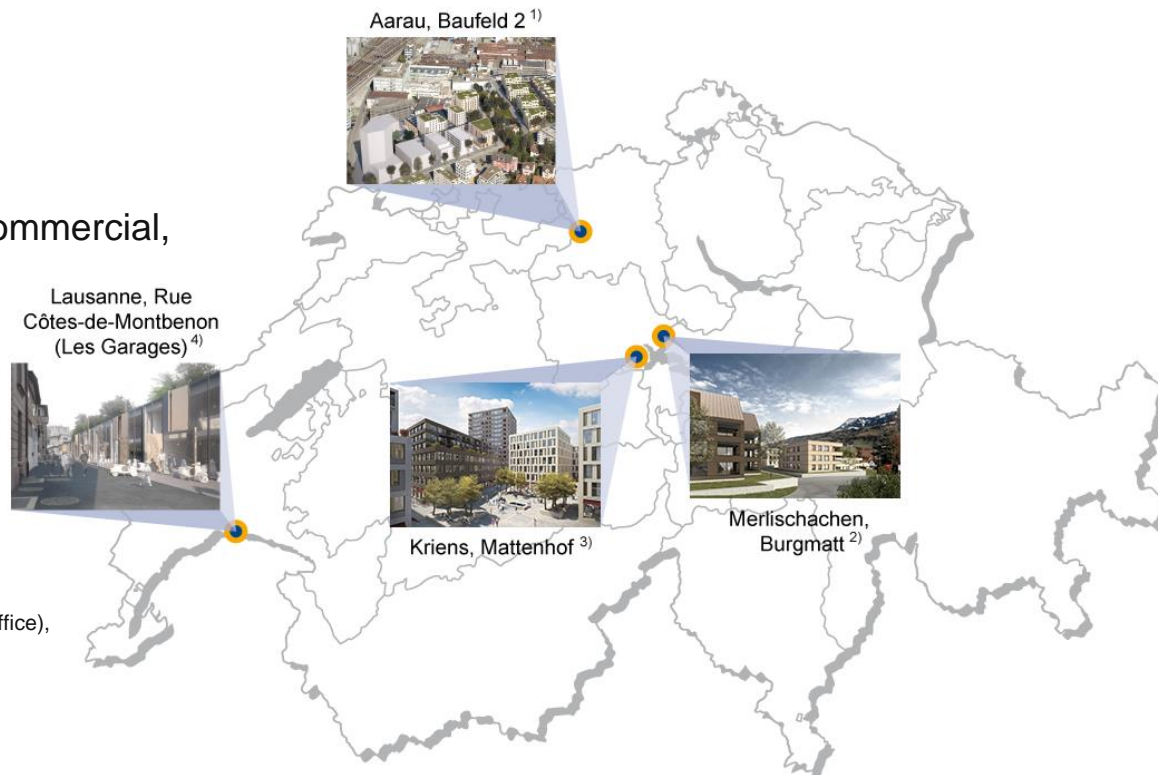 Aarau, Baufeld 2 1)
ommercial,
Lausanne, Rue
Côtes-de-Montbenon
(Les Garages) 4)
Kriens, Mattenhof 3)
Merlischachen,
Burgmatt 2)
ffice),